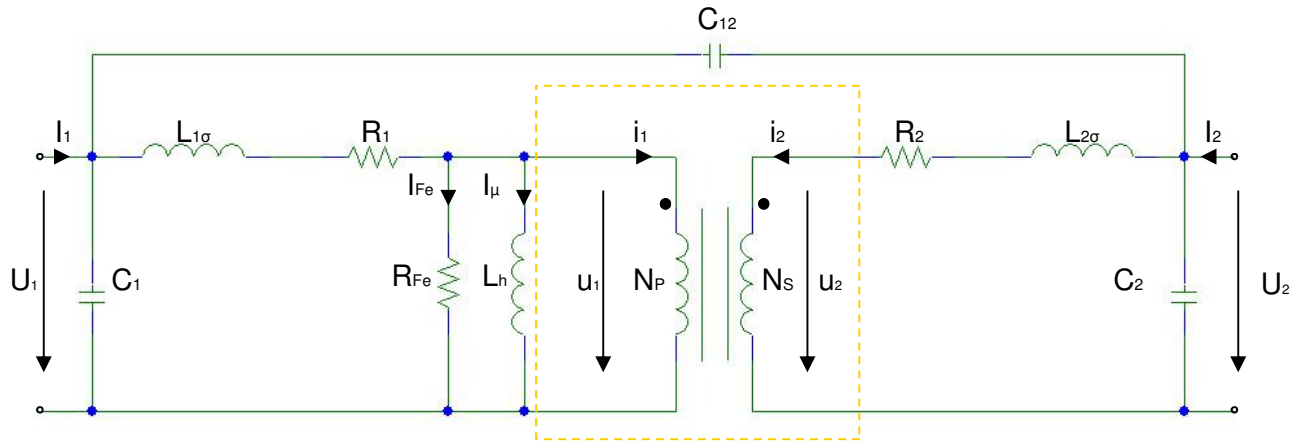 C12
I1 L1σ R1 i1 i2 R2 L2σ I2
IFe Iμ
U1 C1 RFe Lh u1 NP NS u2 C2 U2